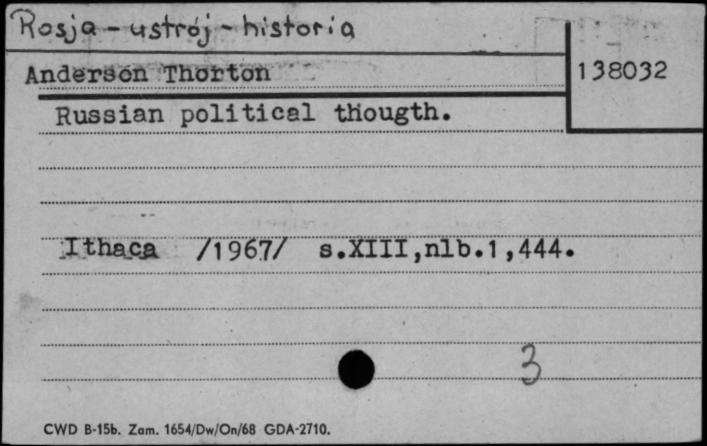 Rosja - ustrój - historia
Anderson Thorton
138032
Russian political thougth.
Ithaca /1967/ s.XIII,nlb.1,444.
3
CWD B-15b. Zam. 1654/Dw/On/68 GDA-2710.